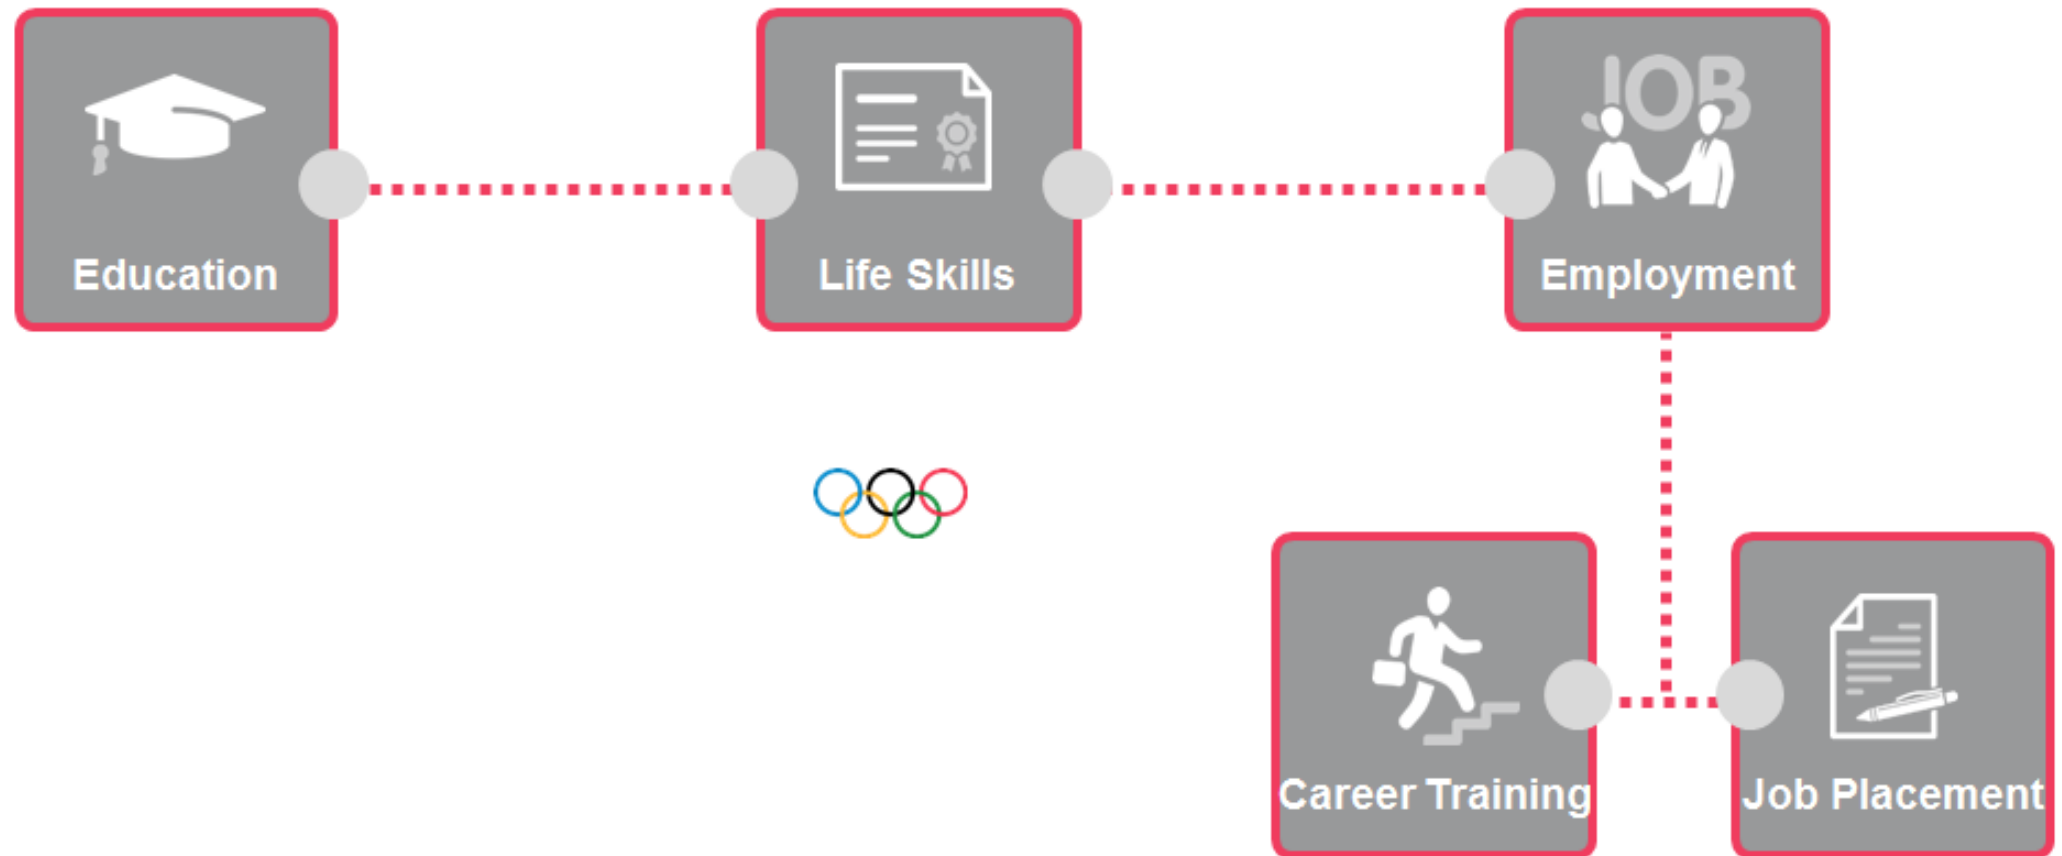 Education
Life Skills
JOB
Employment
Career Training
Job Placement